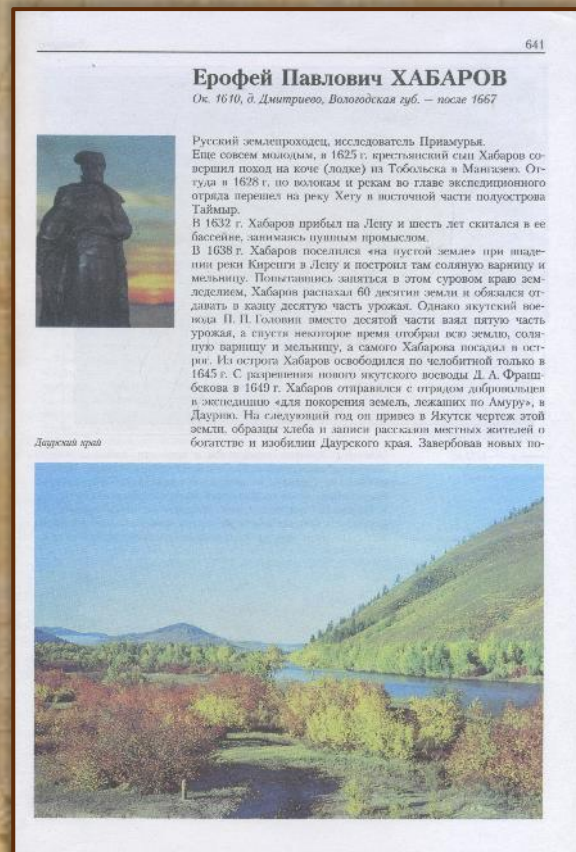 641
Ерофей Павлович ХАБАРОВ
Ок. 1610, д. Дмитриево, Вологодская губ. — после 1667
Русский землепроходец, исследователь Приамурья.
Еще совсем молодым, в 1625 г. крестьянский сын Хабаров со-
вершил поход на коче (лодке) из Тобольска в Мангазею. От-
туда в 1628 г. по волокам и рекам во главе экспедиционного
отряда перешел на реку Хету в восточной части полуострова
Таймыр.
В 1632 г. Хабаров прибыл на Лену и шесть лет скитался в ее
бассейне, занимаясь пушным промыслом.
В 1638 г. Хабаров поселился «на пустой земле» при впаде-
нии реки Киренги в Лену и построил там соляную варницу и
мельницу. Попытавшись заняться в этом суровом краю зем-
леделием, Хабаров распахал 60 десятин земли и обязался от-
давать в казну десятую часть урожая. Однако якутский вое-
вода П. П. Головин вместо десятой части взял пятую часть
урожая, а спустя некоторое время отобрал всю землю, соля-
ную варницу и мельницу, а самого Хабарова посадил в ост-
рог. Из острога Хабаров освободился по челобитной только в
1645 г. С разрешения нового якутского воеводы Д. А. Франц-
бекова в 1649 г. Хабаров отправился с отрядом добровольцев
в экспедицию «для покорения земель, лежащих по Амуру», в
Даурию. На следующий год он привез в Якутск чертеж этой
земли, образцы хлеба и записи рассказов местных жителей о
богатстве и изобилии Даурского края. Завербовав новых по-
Даурский край